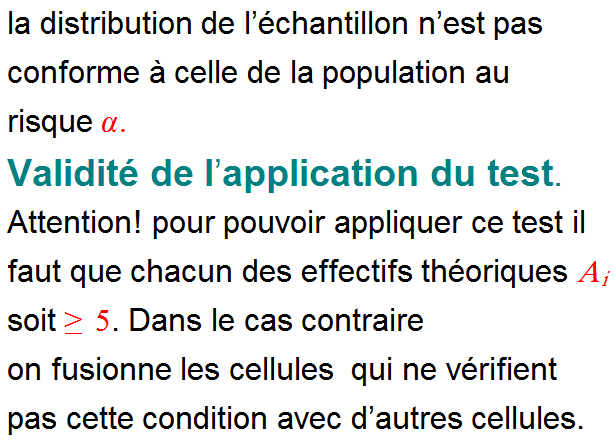 la distribution de l’échantillon n’est pas
conforme à celle de la population au
risque α.
Validité de l’application du test.
Attention! pour pouvoir appliquer ce test il
faut que chacun des effectifs théoriques Aᵢ
soit ≥ 5. Dans le cas contraire
on fusionne les cellules  qui ne vérifient
pas cette condition avec d’autres cellules.